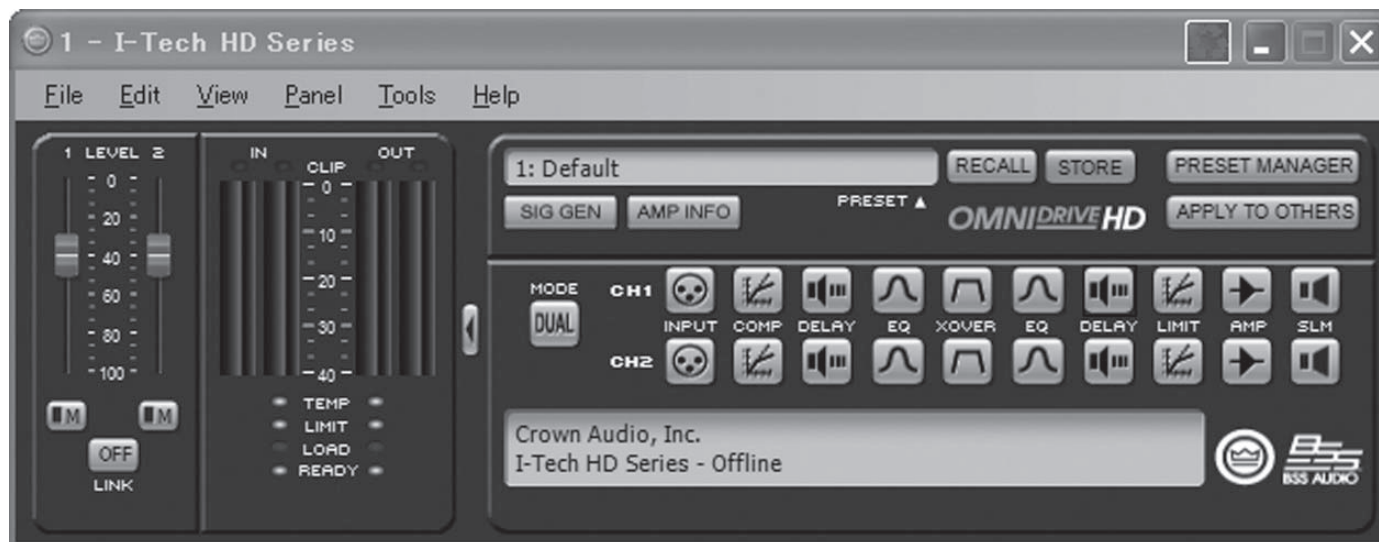 1 - I-Tech HD Series
File Edit View Panel Tools Help
1 LEVEL 2
0
20
40
60
80
100
M M
OFF
LINK
IN OUT
CLIP
0
10
20
30
40
TEMP
LIMIT
LOAD
READY
1: Default RECALL STORE PRESET MANAGER
SIG GEN AMP INFO PRESET ▲ OMNIDRIVEHD APPLY TO OTHERS
MODE
DUAL
CH1
INPUT COMP DELAY EQ XOVER EQ DELAY LIMIT AMP SLM
CH2
Crown Audio, Inc.
I-Tech HD Series - Offline
BSS
BSS AUDIO